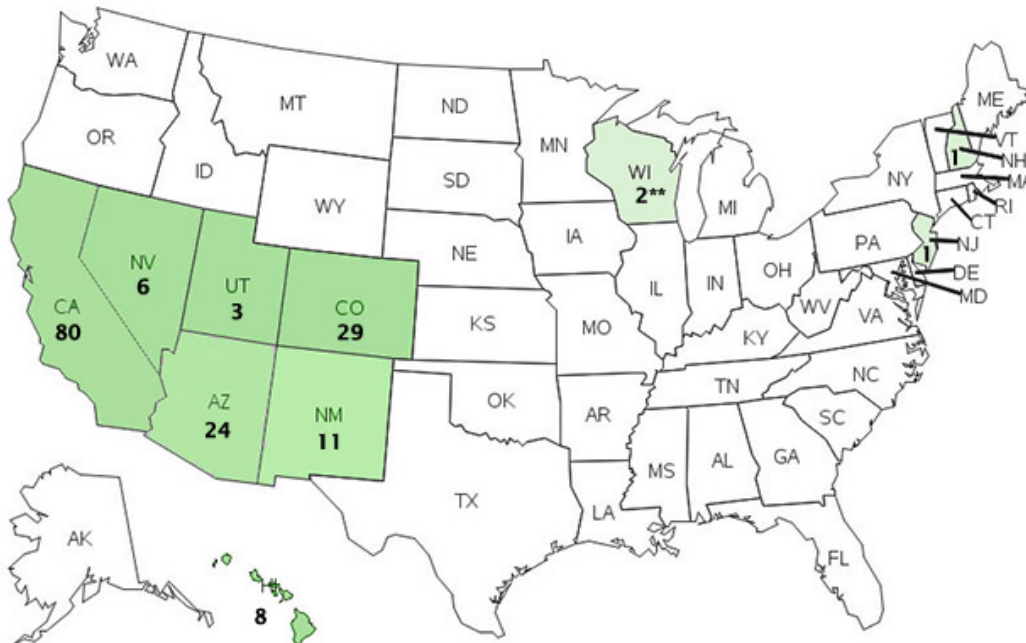 WA
MT
ND
MN
ME
OR
ID
SD
WI
2**
VT
1
NH
MA
NY
RI
CT
WY
MI
IA
NE
PA
1
NJ
NV
6
UT
3
CO
29
CA
80
IL
IN
OH
DE
MD
WV
VA
KS
MO
KY
NC
TN
AZ
24
NM
11
OK
AR
SC
MS
AL
GA
TX
LA
AK
FL
HI
8